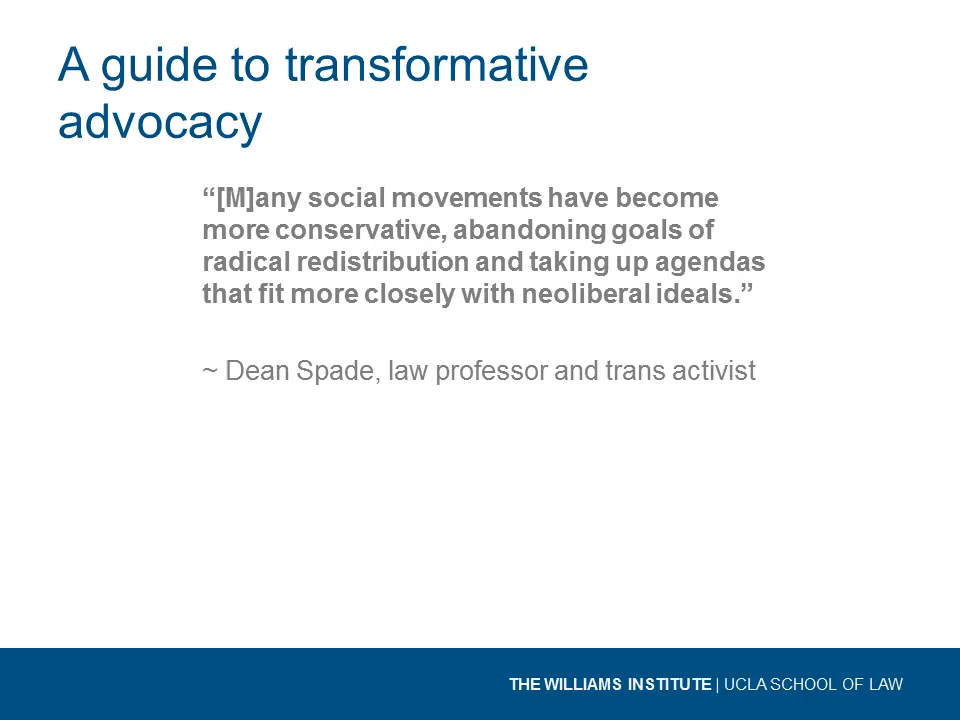 A guide to transformative
advocacy
“[M]any social movements have become
more conservative, abandoning goals of
radical redistribution and taking up agendas
that fit more closely with neoliberal ideals.”
~ Dean Spade, law professor and trans activist
THE WILLIAMS INSTITUTE | UCLA SCHOOL OF LAW